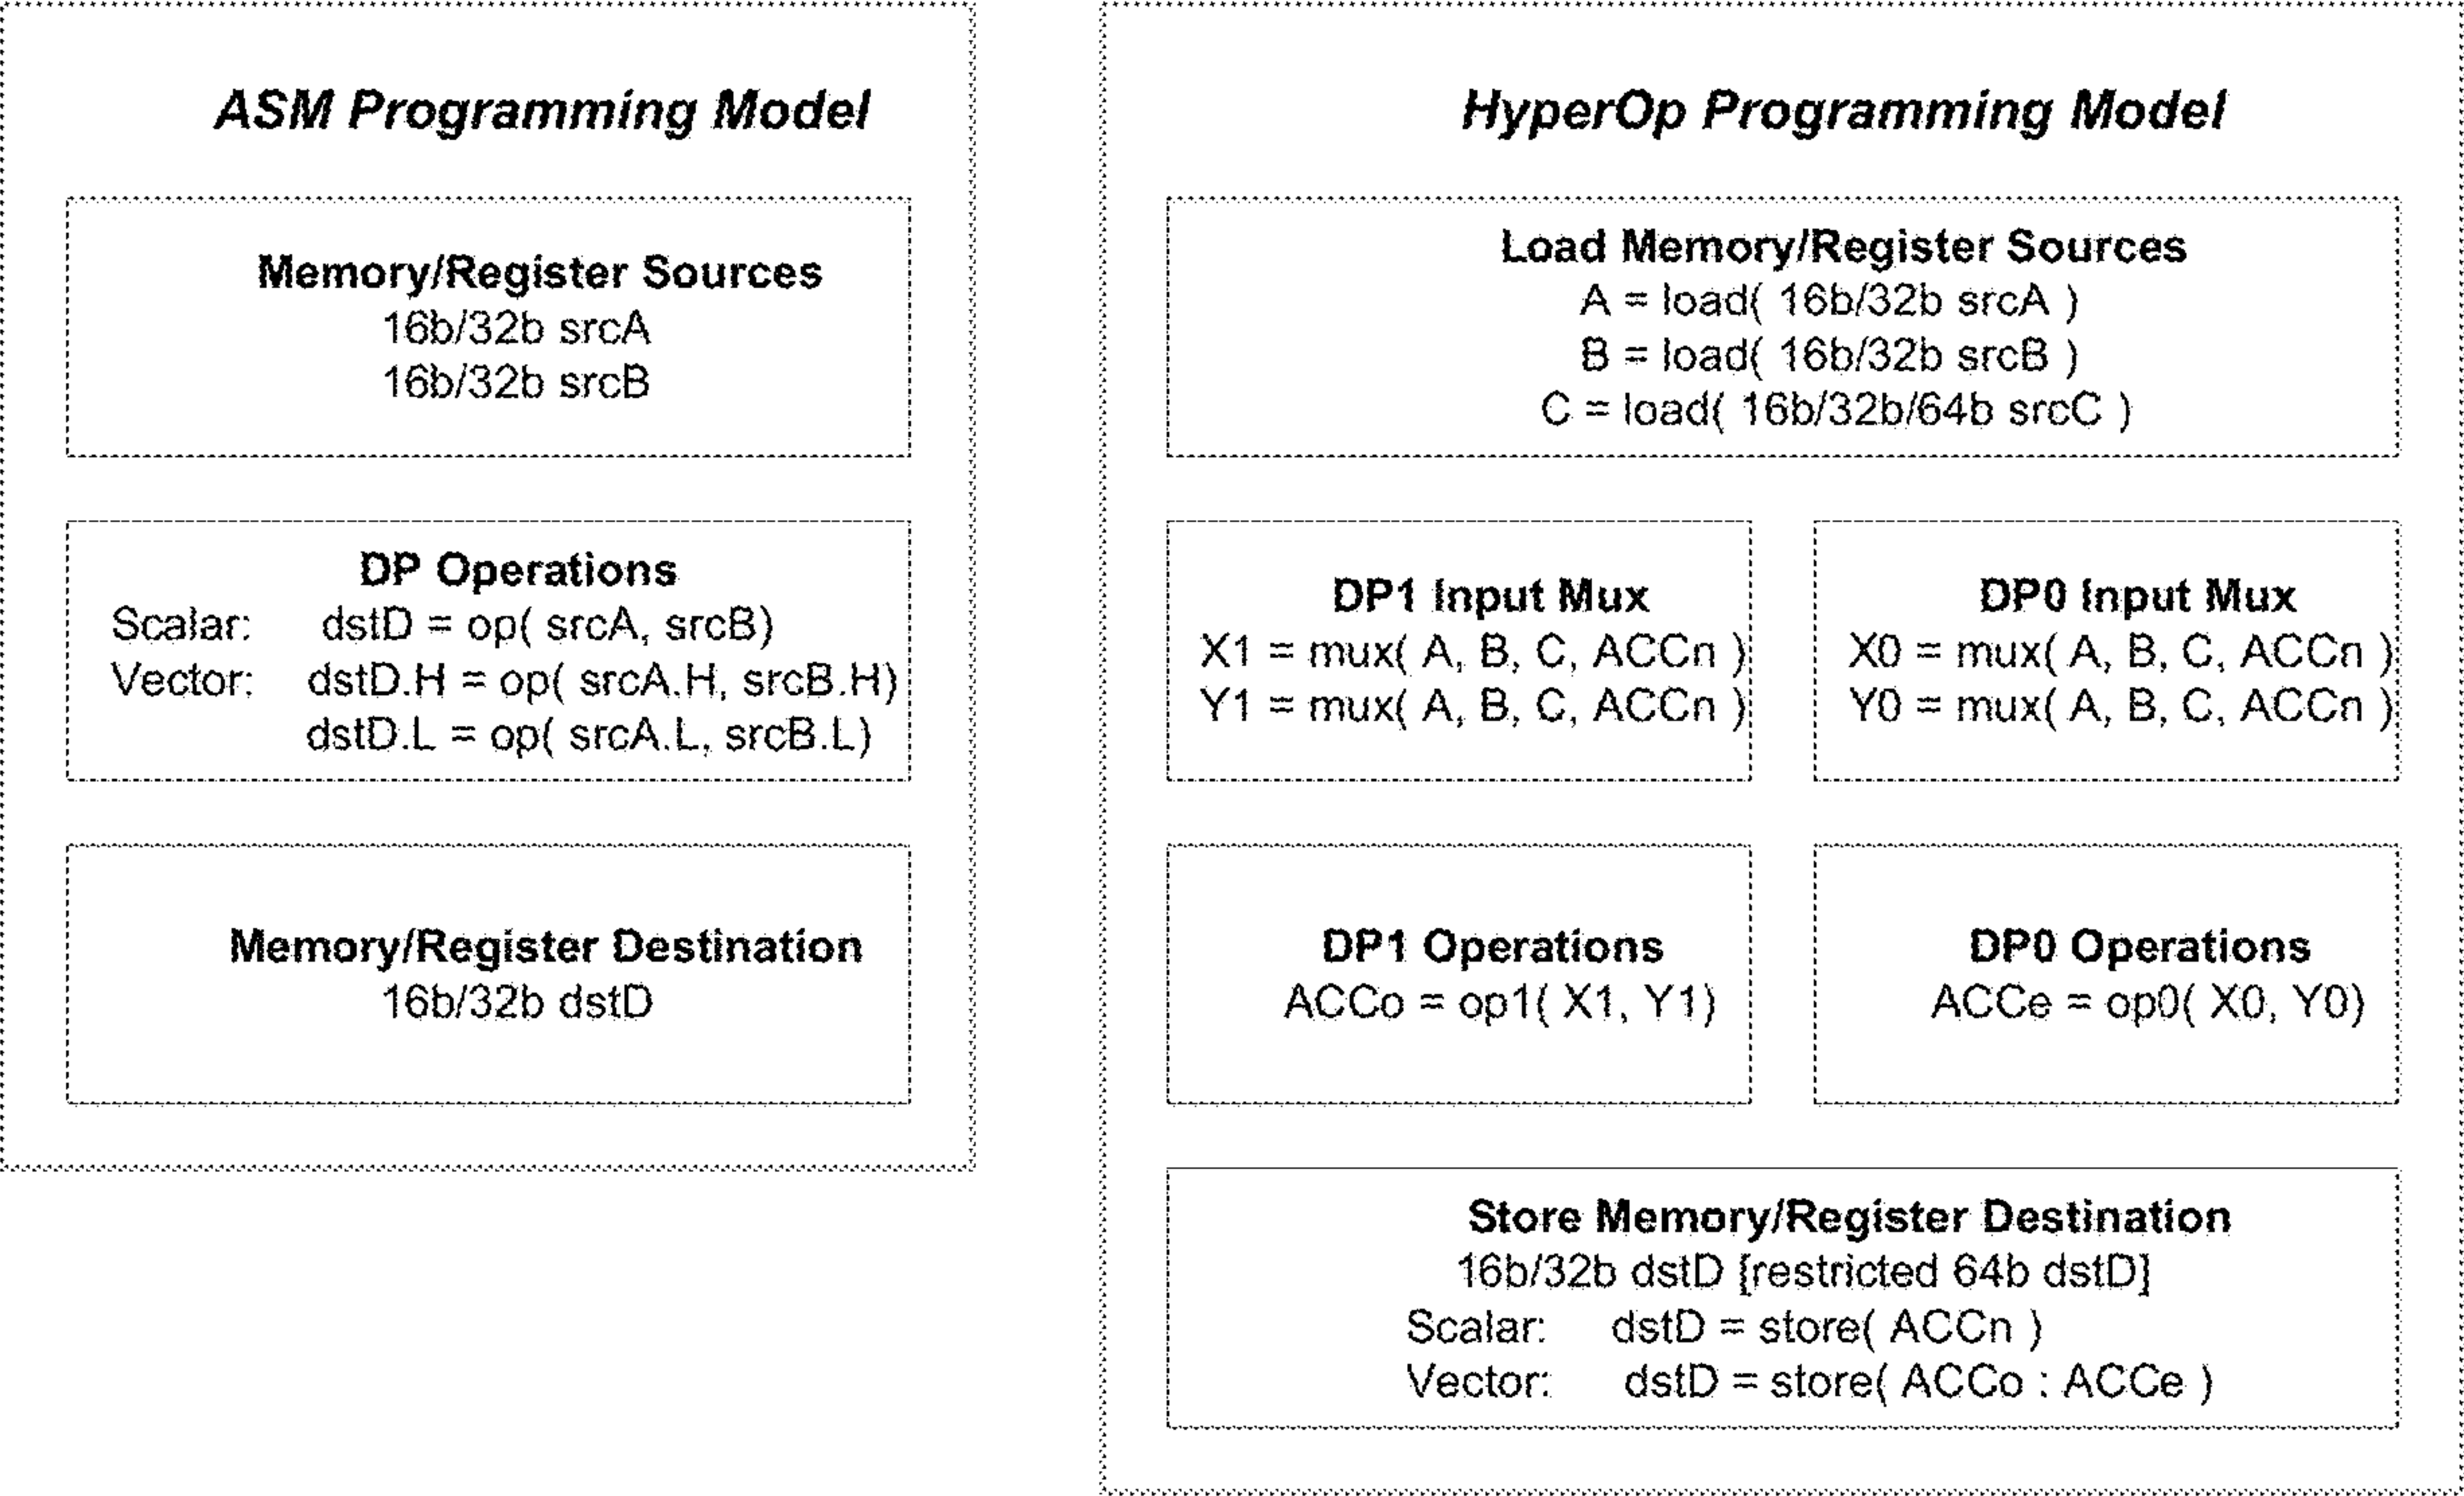 ASM Programming Model
Memory/Register Sources
16b/32b srcA
16b/32b srcB
DP Operations
Scalar: dstD = op( srcA, srcB)
Vector: dstD.H = op( srcA.H, srcB.H)
dstD.L = op( srcA.L, srcB.L)
Memory/Register Destination
16b/32b dstD
HyperOp Programming Model
Load Memory/Register Sources
A = load( 16b/32b srcA )
B = load( 16b/32b srcB )
C = load( 16b/32b/64b srcC )
DP1 Input Mux
X1 = mux( A, B, C, ACCn )
Y1 = mux( A, B, C, ACCn )
DP0 Input Mux
X0 = mux( A, B, C, ACCn )
Y0 = mux( A, B, C, ACCn )
DP1 Operations
ACCo = op1( X1, Y1)
DP0 Operations
ACCe = op0( X0, Y0)
Store Memory/Register Destination
16b/32b dstD [restricted 64b dstD]
Scalar: dstD = store( ACCn )
Vector: dstD = store( ACCo : ACCe )